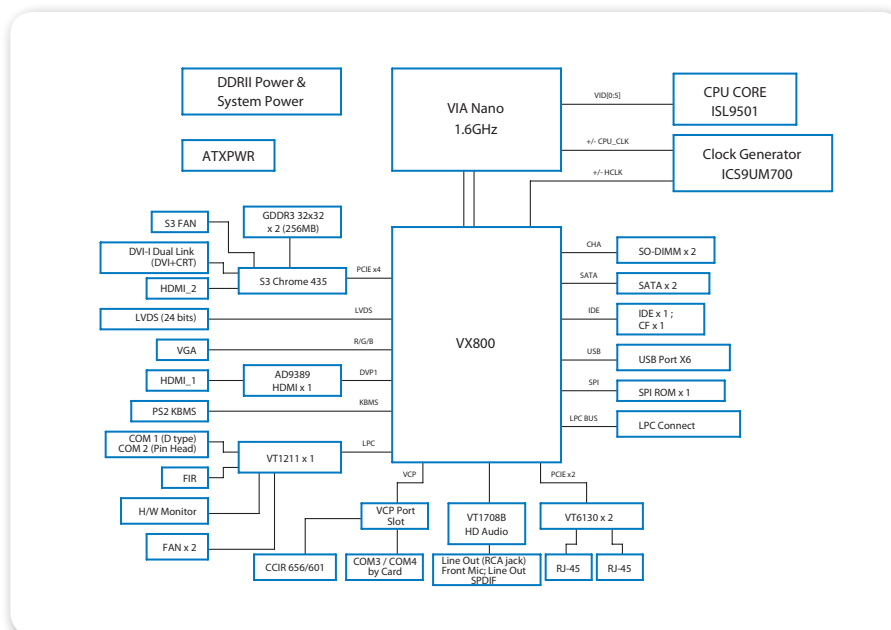 DDRII Power &
System Power
ATXPWR
VIA Nano
1.6GHz
VID[0:5]
CPU CORE
ISL9501
+/- CPU_CLK
Clock Generator
ICS9UM700
+/- HCLK
S3 FAN
GDDR3 32x32
x 2 (256MB)
DVI-I Dual Link
(DVI+CRT)
HDMI_2
S3 Chrome 435
PCIE x4
LVDS (24 bits)
LVDS
VGA
R/G/B
HDMI_1
AD9389
HDMI x 1
DVP1
PS2 KBMS
KBMS
COM 1 (D type)
COM 2 (Pin Head)
VT1211 x 1
LPC
FIR
H/W Monitor
FAN x 2
VX800
CHA
SO-DIMM x 2
SATA
SATA x 2
IDE
IDE x 1 ;
CF x 1
USB
USB Port X6
SPI
SPI ROM x 1
LPC BUS
LPC Connect
VCP
VCP Port
Slot
CCIR 656/601
COM3 / COM4
by Card
VT1708B
HD Audio
Line Out (RCA jack)
Front Mic; Line Out
SPDIF
PCIE x2
VT6130 x 2
RJ-45
RJ-45